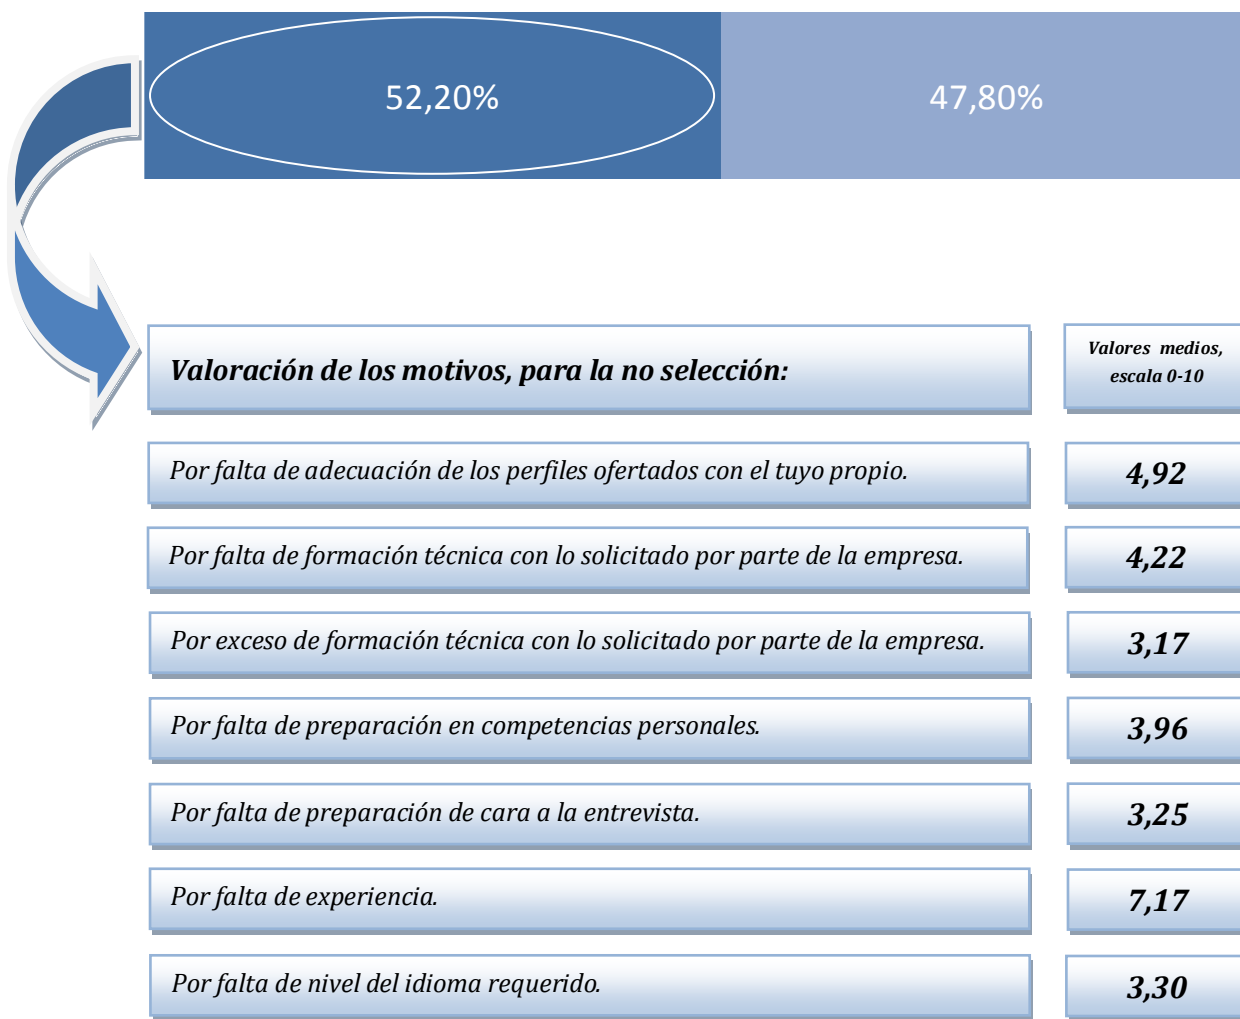 52,20%
47,80%
Valoración de los motivos, para la no selección:
Valores medios,
escala 0-10
Por falta de adecuación de los perfiles ofertados con el tuyo propio.
4,92
Por falta de formación técnica con lo solicitado por parte de la empresa.
4,22
Por exceso de formación técnica con lo solicitado por parte de la empresa.
3,17
Por falta de preparación en competencias personales.
3,96
Por falta de preparación de cara a la entrevista.
3,25
Por falta de experiencia.
7,17
Por falta de nivel del idioma requerido.
3,30